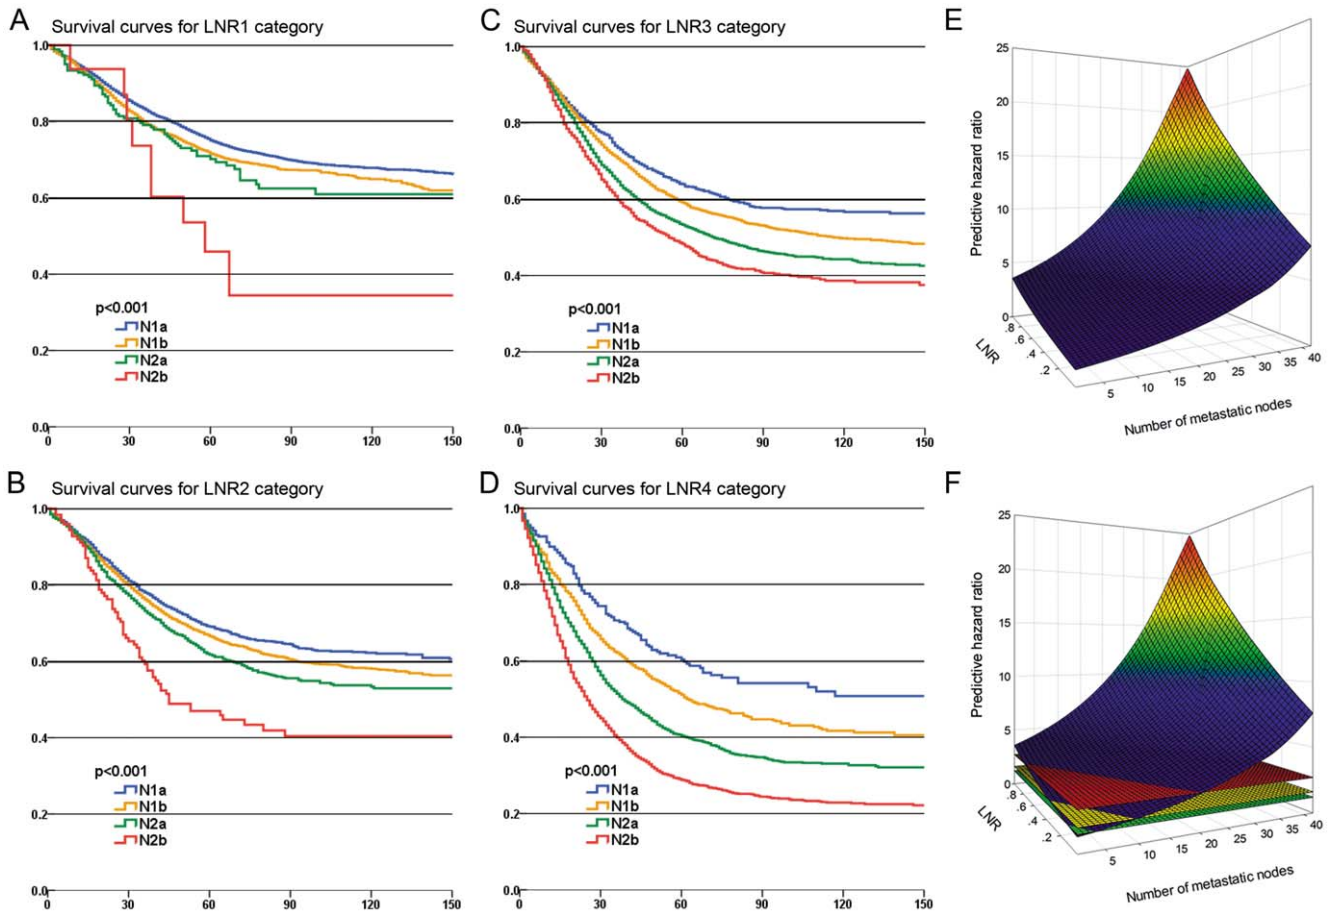 A Survival curves for LNR1 category
1.0
0.8
0.6
0.4
0.2
0.0
p<0.001
N1a
N1b
N2a
N2b
0 30 60 90 120 150
B Survival curves for LNR2 category
1.0
0.8
0.6
0.4
0.2
0.0
p<0.001
N1a
N1b
N2a
N2b
0 30 60 90 120 150
C Survival curves for LNR3 category
1.0
0.8
0.6
0.4
0.2
0.0
p<0.001
N1a
N1b
N2a
N2b
0 30 60 90 120 150
D Survival curves for LNR4 category
1.0
0.8
0.6
0.4
0.2
0.0
p<0.001
N1a
N1b
N2a
N2b
0 30 60 90 120 150
E
Predictive hazard ratio
25
20
15
10
5
0
LNR
.8
.6
.4
.2
5 10 15 20 25 30 35 40
Number of metastatic nodes
F
Predictive hazard ratio
25
20
15
10
5
0
LNR
.8
.6
.4
.2
5 10 15 20 25 30 35 40
Number of metastatic nodes